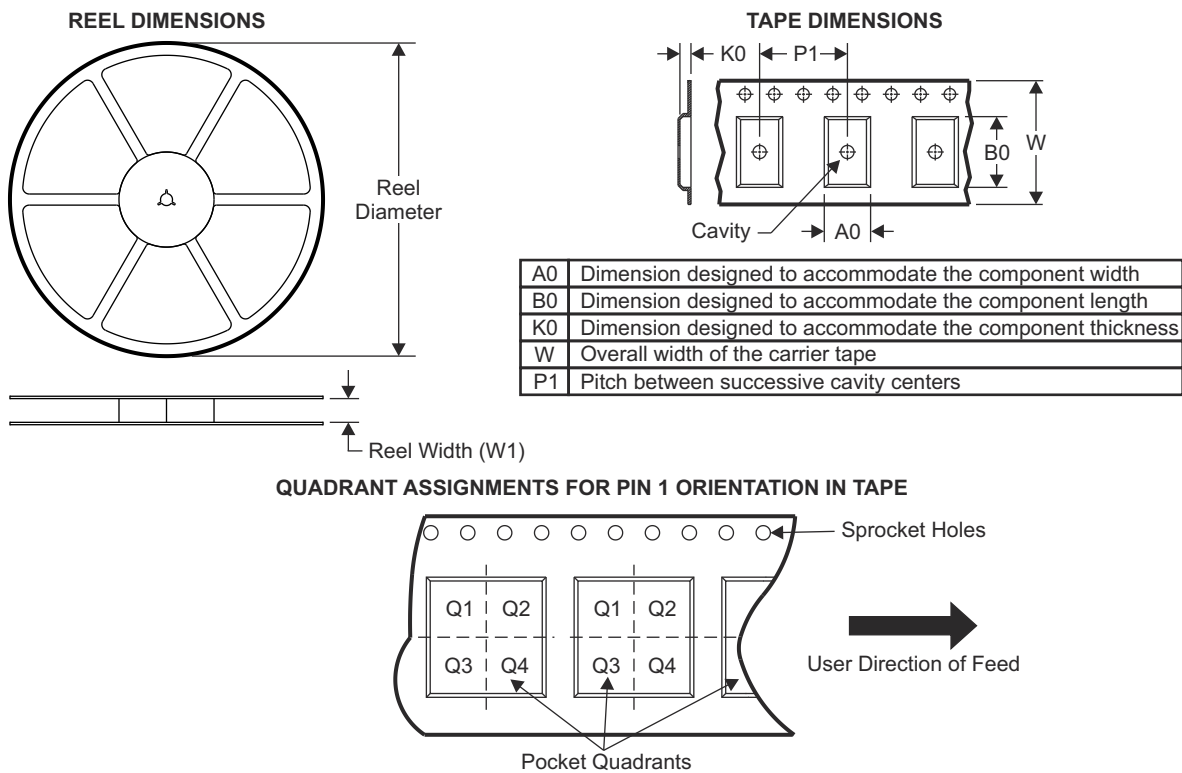 REEL DIMENSIONS
Reel
Diameter
Reel Width (W1)
TAPE DIMENSIONS
K0
P1
B0
W
Cavity
A0
A0 Dimension designed to accommodate the component width
B0 Dimension designed to accommodate the component length
K0 Dimension designed to accommodate the component thickness
W Overall width of the carrier tape
P1 Pitch between successive cavity centers
QUADRANT ASSIGNMENTS FOR PIN 1 ORIENTATION IN TAPE
Sprocket Holes
Q1 Q2 Q1 Q2
Q3 Q4 Q3 Q4
User Direction of Feed
Pocket Quadrants